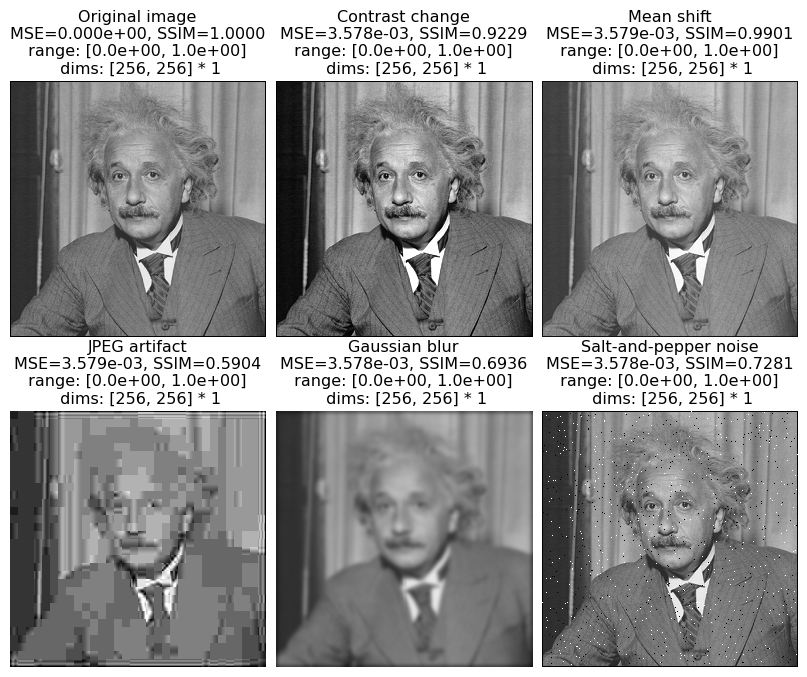 Original image
MSE=0.000e+00, SSIM=1.0000
range: [0.0e+00, 1.0e+00]
dims: [256, 256] * 1
Contrast change
MSE=3.578e-03, SSIM=0.9229
range: [0.0e+00, 1.0e+00]
dims: [256, 256] * 1
Mean shift
MSE=3.579e-03, SSIM=0.9901
range: [0.0e+00, 1.0e+00]
dims: [256, 256] * 1
JPEG artifact
MSE=3.579e-03, SSIM=0.5904
range: [0.0e+00, 1.0e+00]
dims: [256, 256] * 1
Gaussian blur
MSE=3.578e-03, SSIM=0.6936
range: [0.0e+00, 1.0e+00]
dims: [256, 256] * 1
Salt-and-pepper noise
MSE=3.578e-03, SSIM=0.7281
range: [0.0e+00, 1.0e+00]
dims: [256, 256] * 1